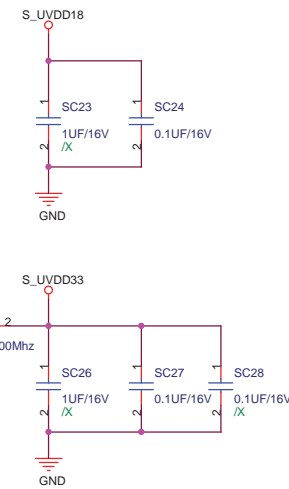 S_UVDD18
1
1
SC23
SC24
1UF/16V
0.1UF/16V
2
2
/X
GND
S_UVDD33
2
00Mhz
1
1
1
SC26
SC27
SC28
1UF/16V
0.1UF/16V
0.1UF/16V
2
2
2
/X
/X
GND